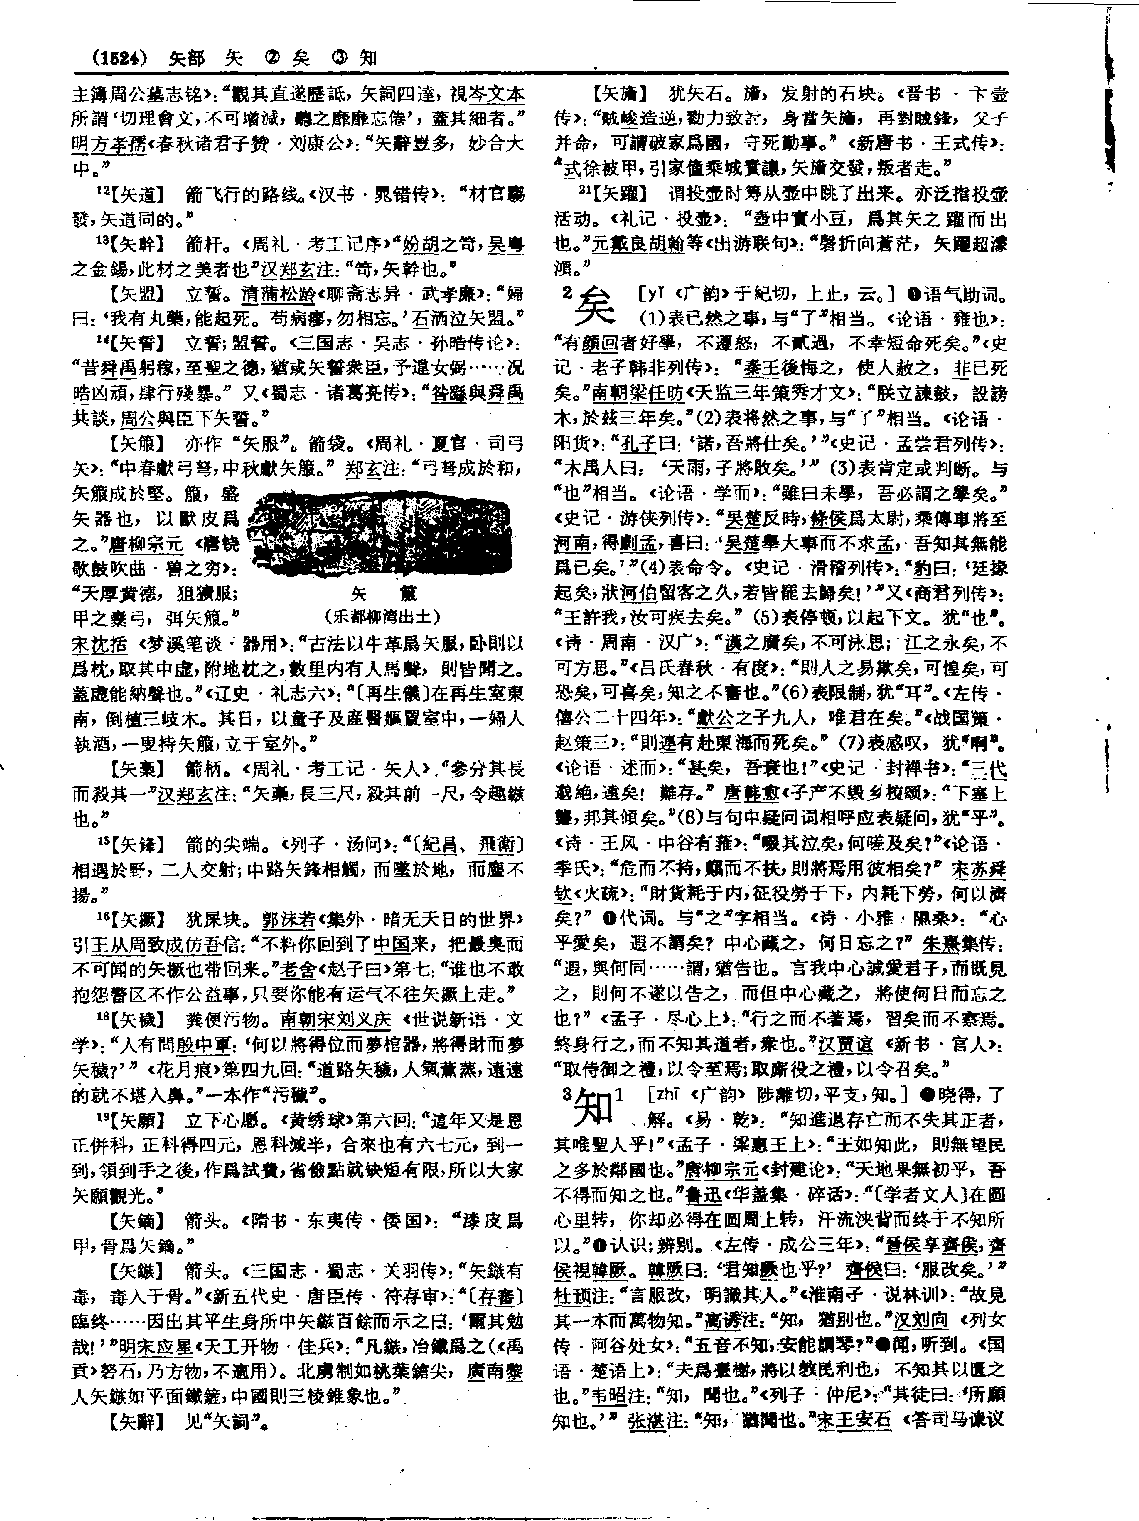 (1524) 矢部 矢 ② 矣 ③ 知
主簿周公墓志铭》：“觀其直遂歷詆，矢詞四達，視岑文本
所謂‘切理會文，不可增減，聽之靡靡忘倦’，蓋其細者。”
明方孝孺《春秋诸君子赞·刘康公》：“矢辭豈多，妙合大
中。”
¹²【矢道】 箭飞行的路线。《汉书·晁错传》：“材官騶
發，矢道同的。”
¹³【矢幹】 箭杆。《周礼·考工记序》“妢胡之笴，吴粤
之金錫，此材之美者也”汉郑玄注：“笴，矢幹也。”
【矢盟】 立誓。清蒲松龄《聊斋志异·武孝廉》：“婦
曰：‘我有丸藥，能起死。苟病瘳，勿相忘。’石洒泣矢盟。”
¹⁴【矢誓】 立誓；盟誓。《三国志·吴志·孙晧传论》：
“昔舜禹躬稼，至聖之德，猶或矢誓衆臣，予違女弼……况
晧凶頑，肆行殘暴。”又《蜀志·诸葛亮传》：“咎繇與舜禹
共談，周公與臣下矢誓。”
【矢箙】 亦作“矢服”。箭袋。《周礼·夏官·司弓
矢》：“中春獻弓弩，中秋獻矢箙。”郑玄注：“弓弩成於和，
矢箙成於堅。箙，盛
矢器也，以獸皮爲
之。”唐柳宗元《唐铙
歌鼓吹曲·兽之穷》：
“天厚黄德，狙獷服；
甲之櫜弓，弭矢箙。”
矢 箙
（乐都柳湾出土）
宋沈括《梦溪笔谈·器用》：“古法以牛革爲矢服，卧則以
爲枕，取其中虚，附地枕之，數里内有人馬聲，則皆聞之。
蓋虚能納聲也。”《辽史·礼志六》：“〔再生儀〕在再生室東
南，倒植三岐木。其日，以童子及産醫嫗置室中，一婦人
執酒，一叟持矢箙，立于室外。”
【矢槀】 箭柄。《周礼·考工记·矢人》：“參分其長
而殺其一”汉郑玄注：“矢槀，長三尺，殺其前一尺，令趣鏃
也。”
¹⁵【矢锋】 箭的尖端。《列子·汤问》：“〔紀昌、飛衛〕
相遇於野，二人交射；中路矢鋒相觸，而墜於地，而塵不
揚。”
¹⁶【矢橛】 犹屎块。郭沫若《集外·暗无天日的世界》
引王从周致成仿吾信：“不料你回到了中国来，把最臭而
不可闻的矢橛也带回来。”老舍《赵子曰》第七：“谁也不敢
抱怨警区不作公益事，只要你能有运气不往矢橛上走。”
¹⁸【矢穢】 粪便污物。南朝宋刘义庆《世说新语·文
学》：“人有問殷中軍：‘何以將得位而夢棺器，將得財而夢
矢穢？’”《花月痕》第四九回：“道路矢穢，人氣薰蒸，遠遠
的就不堪入鼻。”一本作“污穢”。
¹⁹【矢願】 立下心愿。《黄绣球》第六回：“這年又是恩
正併科，正科得四元，恩科減半，合來也有六七元，到一
到，領到手之後，作爲試費，省儉點就缺短有限，所以大家
矢願觀光。”
【矢鏑】 箭头。《隋书·东夷传·倭国》：“漆皮爲
甲，骨爲矢鏑。”
【矢鏃】 箭头。《三国志·蜀志·关羽传》：“矢鏃有
毒，毒入于骨。”《新五代史·唐臣传·符存审》：“〔存審〕
臨終……因出其平生身所中矢鏃百餘而示之曰：‘爾其勉
哉！’”明宋应星《天工开物·佳兵》：“凡鏃，冶鐵爲之（《禹
貢》砮石，乃方物，不適用）。北虜制如桃葉鎗尖，廣南黎
人矢鏃如平面鐵鏟，中國則三棱錐象也。”
【矢辭】 见“矢詞”。
【矢𥐟】 犹矢石。
《晋书·卞壶
传》：“贼峻造逆，勠力致討，身當矢
，再對賊鋒，父子
并命，可謂破家爲國，守死勤事。”《新唐书·王式传》：
“式徐被甲，引家僮乘城責讓，矢
交發，叛者走。”
²¹【矢躍】 谓投壶时筹从壶中跳了出来。亦泛指投壶
活动。《礼记·投壶》：“壶中實小豆，爲其矢之躍而出
也。”元戴良胡翰等《出游联句》：“磬折向蒼茫，矢躍超濛
澒。”
2 矣 ［yǐ《广韵》于紀切，上止，云。］❶语气助词。
(1)表已然之事，与“了”相当。《论语·雍也》：
“有顔回者好學，不遷怒，不貳過，不幸短命死矣。”《史
记·老子韩非列传》：“秦王後悔之，使人赦之，非已死
矣。”南朝梁任昉《天监三年策秀才文》：“朕立諫鼓，設謗
木，於兹三年矣。”(2)表将然之事，与“了”相当。《论语·
阳货》：“孔子曰：‘諾，吾將仕矣。’”《史记·孟尝君列传》：
“木禺人曰：‘天雨，子將敗矣。’”(3)表肯定或判断。与
“也”相当。《论语·学而》：“雖曰未學，吾必謂之學矣。”
《史记·游侠列传》：“吴楚反時，條侯爲太尉，乘傳車將至
河南，得劇孟，喜曰：‘吴楚舉大事而不求孟，吾知其無能
爲已矣。’”(4)表命令。《史记·滑稽列传》：“豹曰：‘廷掾
起矣，狀河伯留客之久，若皆罷去歸矣！’”又《商君列传》：
“王許我，汝可疾去矣。”(5)表停顿，以起下文。犹“也”。
《诗·周南·汉广》：“漢之廣矣，不可泳思；江之永矣，不
可方思。”《吕氏春秋·有度》：“則人之易欺矣，可惶矣，可
恐矣，可喜矣，知之不審也。”(6)表限制，犹“耳”。《左传·
僖公二十四年》：“獻公之子九人，唯君在矣。”《战国策·
赵策三》：“則連有赴東海而死矣。”(7)表感叹，犹“啊”。
《论语·述而》：“甚矣，吾衰也！”《史记·封禅书》：“三代
邈絶，遠矣！難存。”唐韩愈《子产不毁乡校颂》：“下塞上
聾，邦其傾矣。”(8)与句中疑问词相呼应表疑问，犹“乎”。
《诗·王风·中谷有蓷》：“啜其泣矣，何嗟及矣？”《论语·
季氏》：“危而不持，顛而不扶，則將焉用彼相矣？”宋苏舜
钦《火疏》：“財貨耗于内，征役勞于下，内耗下勞，何以濟
矣？”❷代词。与“之”字相当。《诗·小雅·隰桑》：“心
乎愛矣，遐不謂矣？中心藏之，何日忘之？”朱熹集传：
“遐，與何同……謂，猶告也。言我中心誠愛君子，而既見
之，則何不遂以告之，而但中心藏之，將使何日而忘之
也？”《孟子·尽心上》：“行之而不著焉，習矣而不察焉。
終身行之，而不知其道者，衆也。”汉贾谊《新书·官人》：
“取侍御之禮，以令至焉；取廝役之禮，以令召矣。”
3 知1 ［zhī《广韵》陟離切，平支，知。］❶晓得，了
解。《易·乾》：“知進退存亡而不失其正者，
其唯聖人乎！”《孟子·梁惠王上》：“王如知此，則無望民
之多於鄰國也。”唐柳宗元《封建论》：“天地果無初乎，吾
不得而知之也。”鲁迅《华盖集·碎话》：“〔学者文人〕在圆
心里转，你却必得在圆周上转，汗流浃背而终于不知所
以。”❷认识；辨别。《左传·成公三年》：“晉侯享齊侯，齊
侯視韓厥。韓厥曰：‘君知厥也乎？’齊侯曰：‘服改矣。’”
杜预注：“言服改，明識其人。”《淮南子·说林训》：“故見
其一本而萬物知。”高诱注：“知，猶别也。”汉刘向《列女
传·阿谷处女》：“五音不知，安能調琴？”❸闻，听到。《国
语·楚语上》：“夫爲臺榭，將以教民利也，不知其以匱之
也。”韦昭注：“知，聞也。”《列子·仲尼》：“其徒曰：‘所願
知也。’”张湛注：“知，猶聞也。”宋王安石《答司马谏议